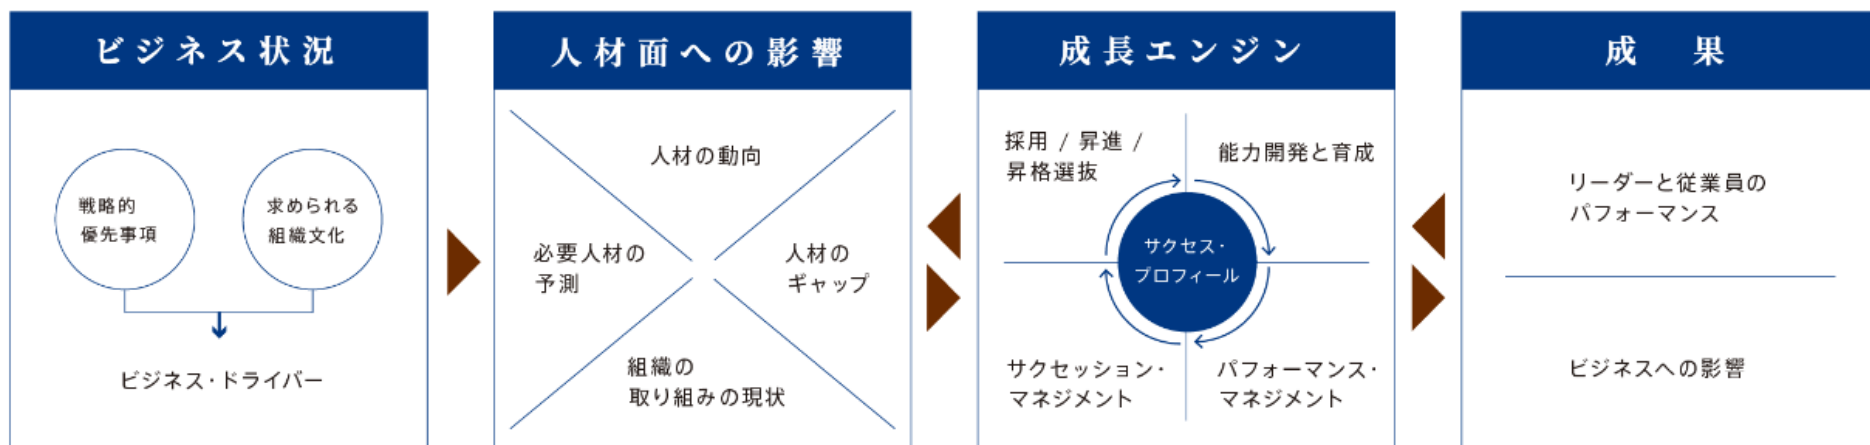 ビジネス状況
戦略的
優先事項
求められる
組織文化
ビジネス・ドライバー
人材面への影響
人材の動向
必要人材の
予測
人材の
ギャップ
組織の
取り組みの現状
成長エンジン
採用 / 昇進 /
昇格選抜
能力開発と育成
サクセス・
プロフィール
サクセッション・
マネジメント
パフォーマンス・
マネジメント
成 果
リーダーと従業員の
パフォーマンス
ビジネスへの影響